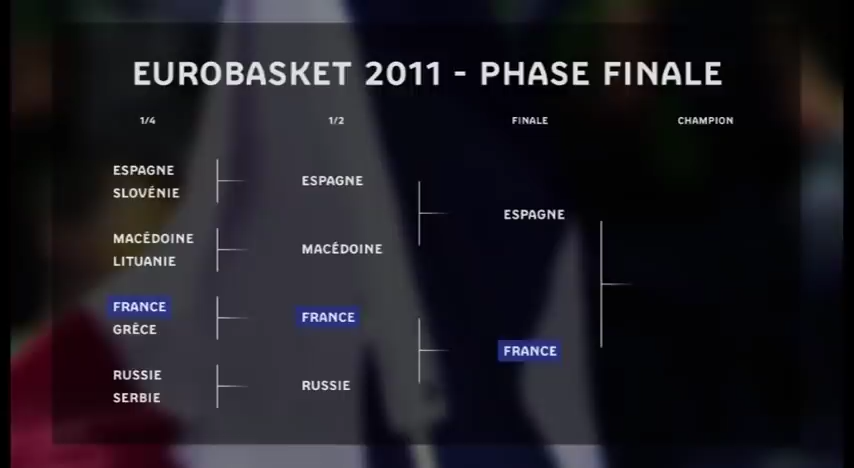 EUROBASKET 2011 - PHASE FINALE
1/4 1/2 FINALE CHAMPION
ESPAGNE
SLOVÉNIE
ESPAGNE
MACÉDOINE
LITUANIE
MACÉDOINE
ESPAGNE
FRANCE
GRÊCE
FRANCE
FRANCE
RUSSIE
SERBIE
RUSSIE